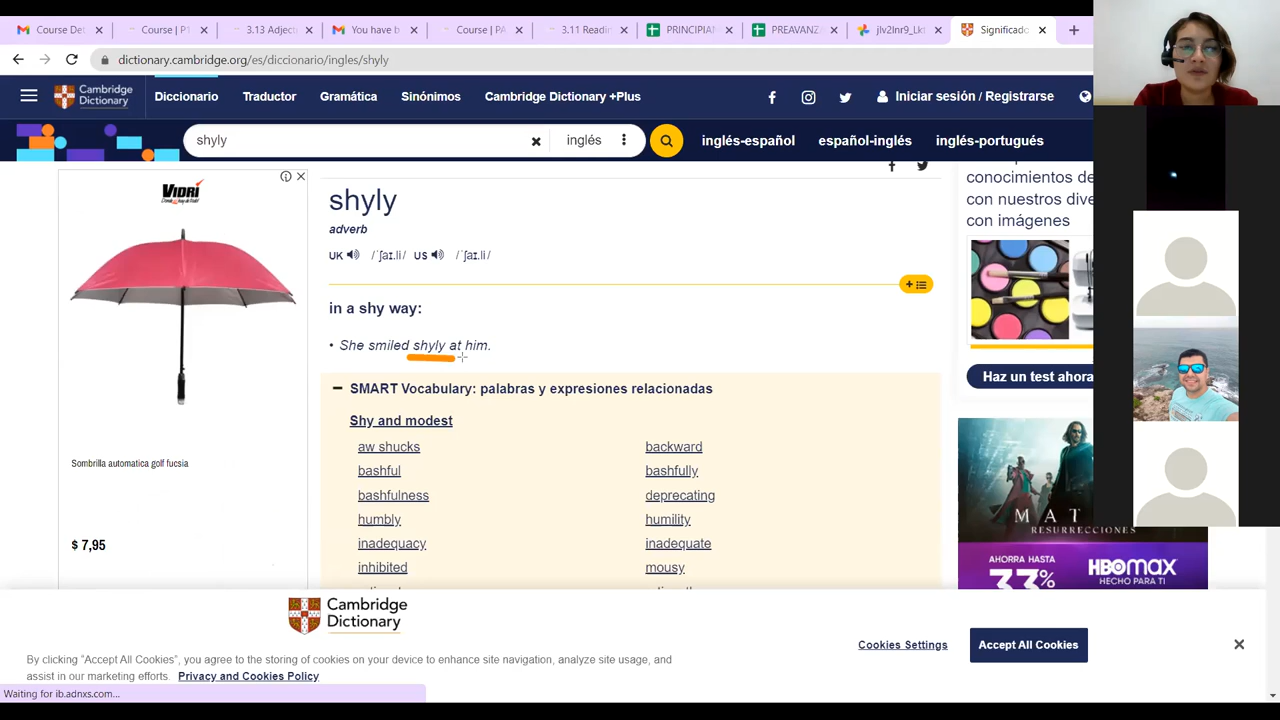 Course Det
Course | P1
3.13 Adjec
You have b
Course | PA
3.11 Readin
PRINCIPIAN
PREAVANZ
jlv2lnr9_Lkt
Significado
dictionary.cambridge.org/es/diccionario/ingles/shyly
Cambridge
Dictionary
Diccionario
Traductor
Gramática
Sinónimos
Cambridge Dictionary +Plus
Iniciar sesión / Registrarse
shyly
inglés
inglés-español
español-inglés
inglés-portugués
VIDRÍ
Sombrilla automatica golf fucsia
$ 7,95
shyly
adverb
UK /ˈʃaɪ.li/ US /ˈʃaɪ.li/
in a shy way:
• She smiled shyly at him.
SMART Vocabulary: palabras y expresiones relacionadas
Shy and modest
aw shucks
backward
bashful
bashfully
bashfulness
deprecating
humbly
humility
inadequacy
inadequate
inhibited
mousy
conocimientos de
con nuestros dive
con imágenes
Haz un test ahora
MAT
RESURRECCIONES
AHORRA HASTA
33%
HBOMAX
HECHO PARA TI
Cambridge
Dictionary
By clicking “Accept All Cookies”, you agree to the storing of cookies on your device to enhance site navigation, analyze site usage, and
assist in our marketing efforts. Privacy and Cookies Policy
Cookies Settings
Accept All Cookies
Waiting for ib.adnxs.com...